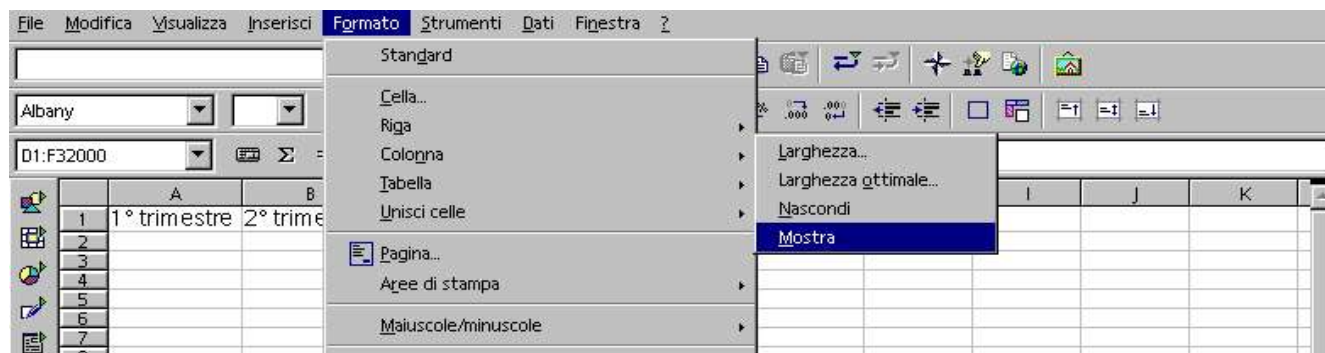 File Modifica Visualizza Inserisci Formato Strumenti Dati Finestra ?
Standard
Albany
Cella...
Riga
D1:F32000
Colonna
Larghezza...
Tabella
Larghezza ottimale...
Unisci celle
Nascondi
Mostra
A B I J K
1 1° trimestre 2° trime
2
3
4
5
6
7
Pagina...
Aree di stampa
Maiuscole/minuscole